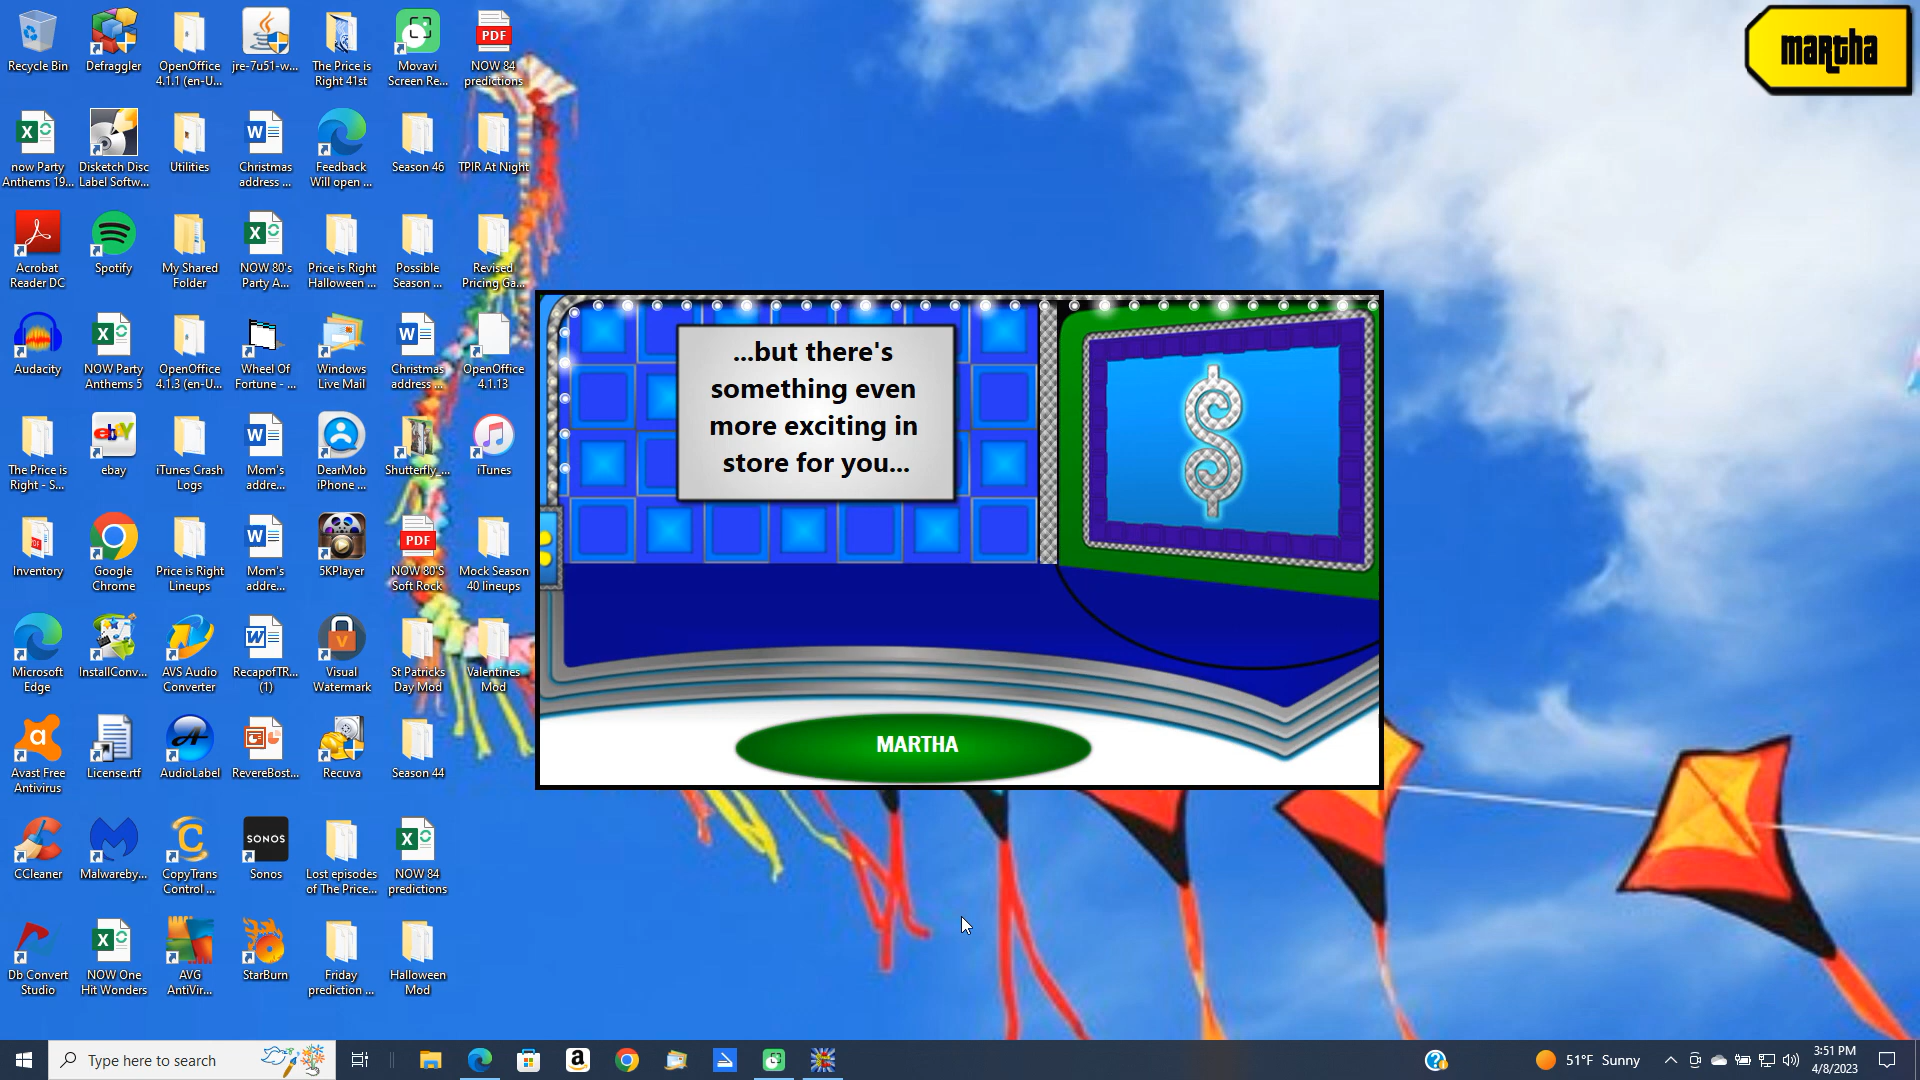 Recycle Bin
Defraggler
OpenOffice
4.1.1 (en-U...
jre-7u51-w...
The Price is
Right 41st
Movavi
Screen Re...
PDF
NOW 84
predictions
now Party
Anthems 19...
Disketch Disc
Label Softw...
Utilities
Christmas
address ...
Feedback
Will open ...
Season 46
TPIR At Night
Acrobat
Reader DC
Spotify
My Shared
Folder
NOW 80's
Party A...
Price is Right
Halloween ...
Possible
Season ...
Revised
Pricing Ga...
Audacity
NOW Party
Anthems 5
OpenOffice
4.1.3 (en-U...
Wheel Of
Fortune - ...
Windows
Live Mail
Christmas
address ...
OpenOffice
4.1.13
The Price is
Right - S...
ebay
ebay
iTunes Crash
Logs
Mom's
addre...
DearMob
iPhone ...
Shutterfly_...
iTunes
Inventory
Google
Chrome
Price is Right
Lineups
Mom's
addre...
5KPlayer
PDF
NOW 80'S
Soft Rock
Mock Season
40 lineups
Microsoft
Edge
InstallConv...
AVS Audio
Converter
RecapofTR...
(1)
Visual
Watermark
St Patricks
Day Mod
Valentines
Mod
Avast Free
Antivirus
License.rtf
AudioLabel
RevereBost...
Recuva
Season 44
CCleaner
Malwareby...
CopyTrans
Control ...
SONOS
Sonos
Lost episodes
of The Price...
NOW 84
predictions
Db Convert
Studio
NOW One
Hit Wonders
AVG
AntiVir...
StarBurn
Friday
prediction ...
Halloween
Mod
martha
...but there's
something even
more exciting in
store for you...
MARTHA
Type here to search
51°F Sunny
3:51 PM
4/8/2023